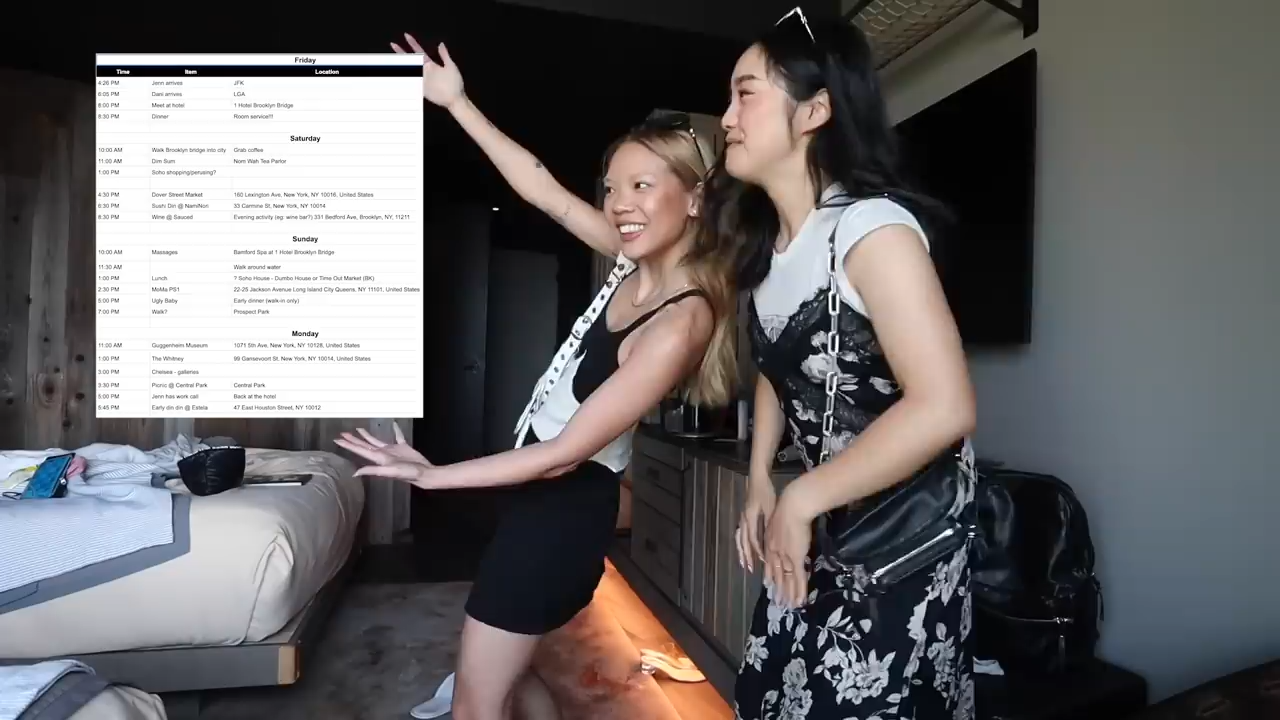 Friday
Time Item Location
4:26 PM Jenn arrives JFK
6:05 PM Dani arrives LGA
8:00 PM Meet at hotel 1 Hotel Brooklyn Bridge
8:30 PM Dinner Room service!!!
Saturday
10:00 AM Walk Brooklyn bridge into city Grab coffee
11:00 AM Dim Sum Nom Wah Tea Parlor
1:00 PM Soho shopping/perusing?
4:30 PM Dover Street Market 160 Lexington Ave, New York, NY 10016, United States
6:30 PM Sushi Din @ NamiNori 33 Carmine St, New York, NY 10014
8:30 PM Wine @ Sauced Evening activity (eg: wine bar?) 331 Bedford Ave, Brooklyn, NY, 11211
Sunday
10:00 AM Massages Bamford Spa at 1 Hotel Brooklyn Bridge
11:30 AM Walk around water
1:00 PM Lunch ? Soho House - Dumbo House or Time Out Market (BK)
2:30 PM MoMa PS1 22-25 Jackson Avenue Long Island City Queens, NY 11101, United States
5:00 PM Ugly Baby Early dinner (walk-in only)
7:00 PM Walk? Prospect Park
Monday
11:00 AM Guggenheim Museum 1071 5th Ave, New York, NY 10128, United States
1:00 PM The Whitney 99 Gansevoort St, New York, NY 10014, United States
3:00 PM Chelsea - galleries
3:30 PM Picnic @ Central Park Central Park
5:00 PM Jenn has work call Back at the hotel
5:45 PM Early din din @ Estela 47 East Houston Street, NY 10012